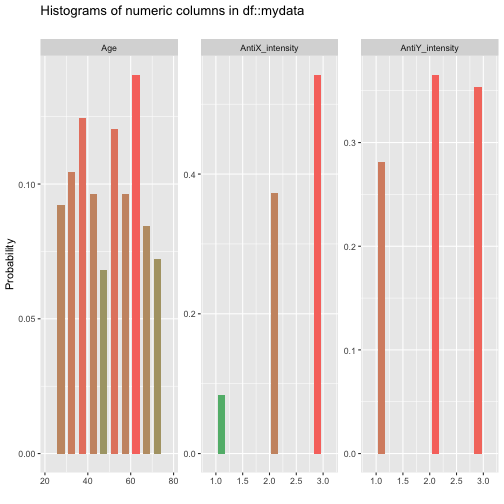 Histograms of numeric columns in df::mydata
Age
AntiX_intensity
AntiY_intensity
Probability
0.10
0.05
0.00
0.4
0.2
0.0
0.3
0.2
0.1
0.0
20 40 60 80
1.0 1.5 2.0 2.5 3.0
1.0 1.5 2.0 2.5 3.0